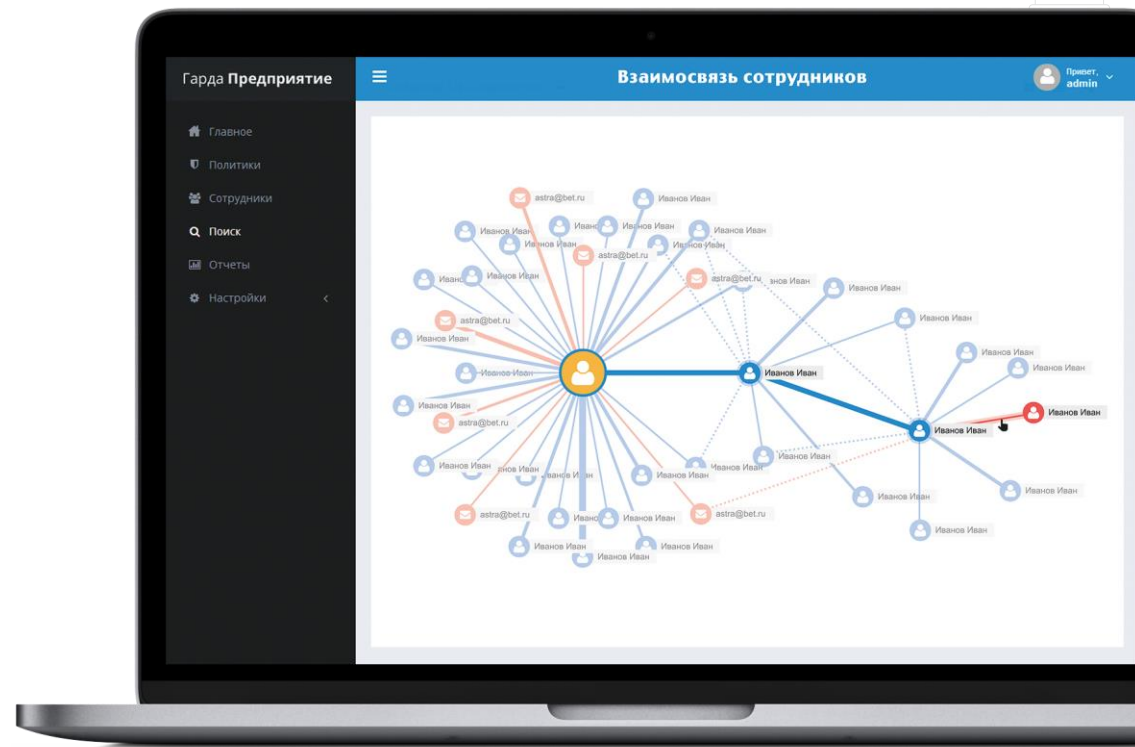 Гарда Предприятие
Взаимосвязь сотрудников
Привет,
admin
Главное
Политики
Сотрудники
Поиск
Отчеты
Настройки
astra@bet.ru
Иванов Иван
Иванов Иван
Иванов Иван
Иванов Иван
Иванов Иван
astra@bet.ru
Иванов Иван
astra@bet.ru
Иванов Иван
Иванов Иван
Иванов Иван
astra@bet.ru
Иванов Иван
Иванов Иван
Иванов Иван
Иванов Иван
Иванов Иван
Иванов Иван
Иванов Иван
Иванов Иван
astra@bet.ru
Иванов Иван
Иванов Иван
Иванов Иван
Иванов Иван
Иванов Иван
Иванов Иван
Иванов Иван
astra@bet.ru
Иванов Иван
astra@bet.ru
Иванов Иван
Иванов Иван
Иванов Иван
Иванов Иван